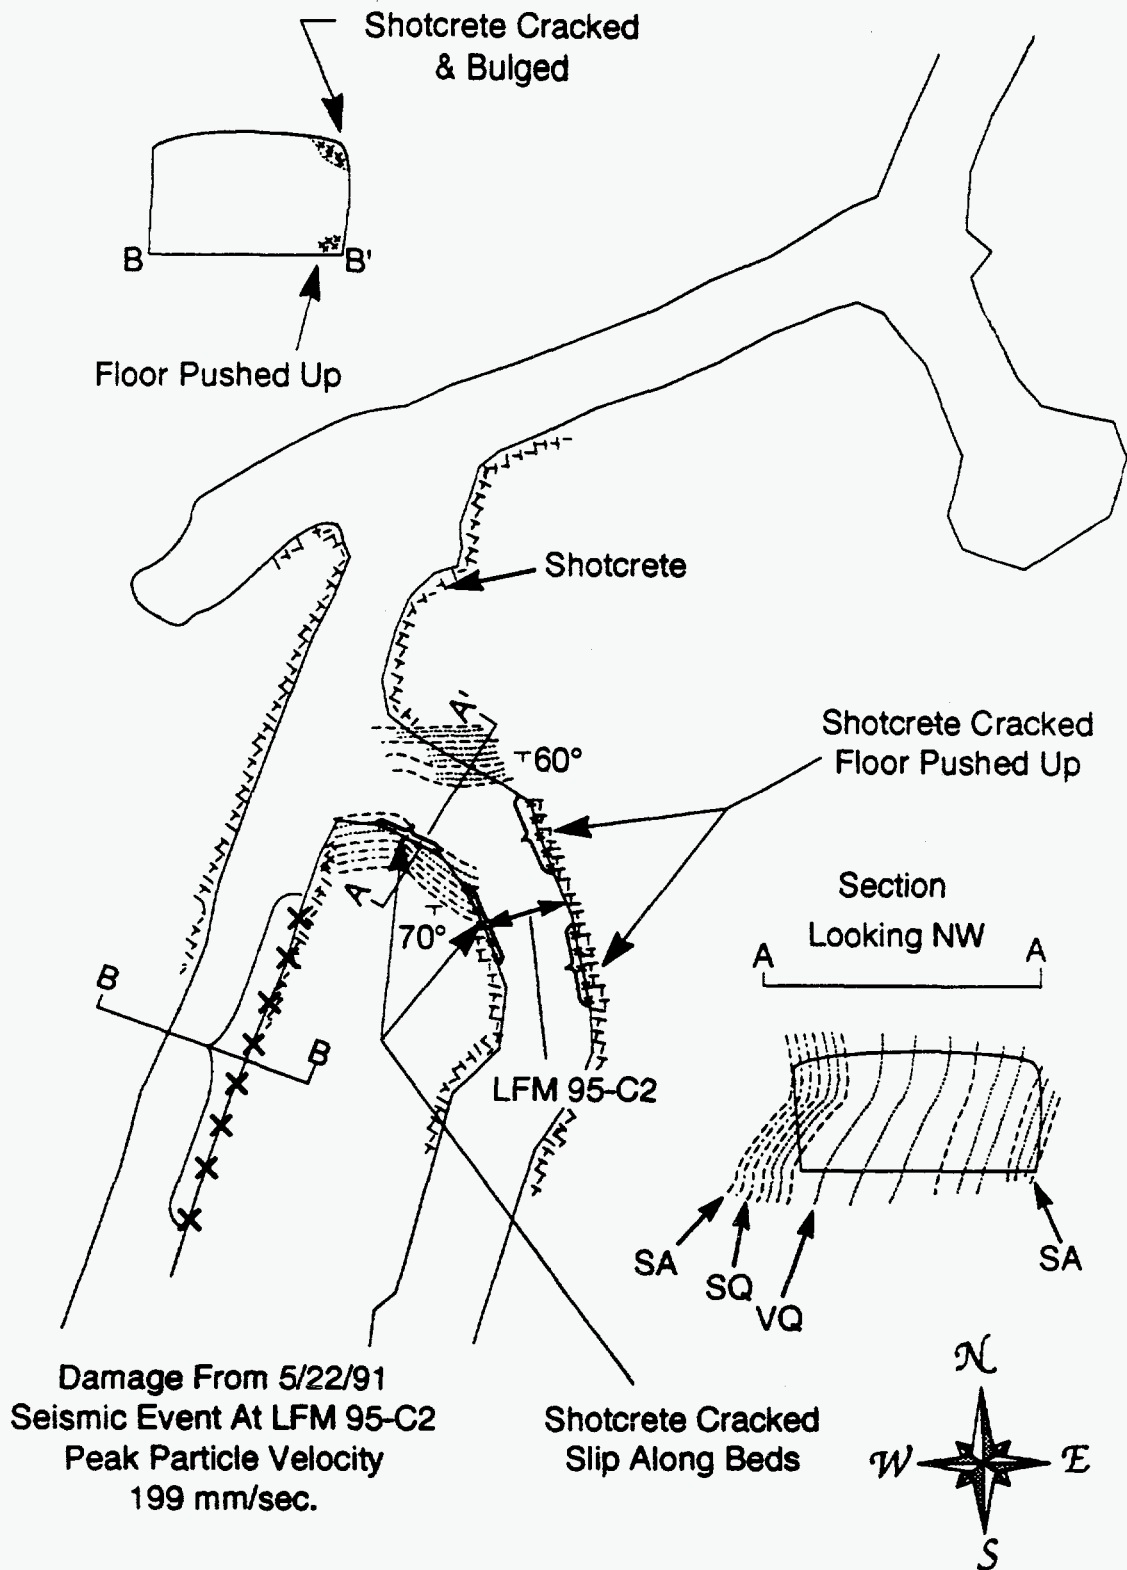 Shotcrete Cracked
& Bulged
B
B'
Floor Pushed Up
Shotcrete
A'
60°
Shotcrete Cracked
Floor Pushed Up
A
70°
Section
Looking NW
A
A
B
B
LFM 95-C2
SA
SQ
VQ
SA
Damage From 5/22/91
Seismic Event At LFM 95-C2
Peak Particle Velocity
199 mm/sec.
Shotcrete Cracked
Slip Along Beds
N
W
E
S